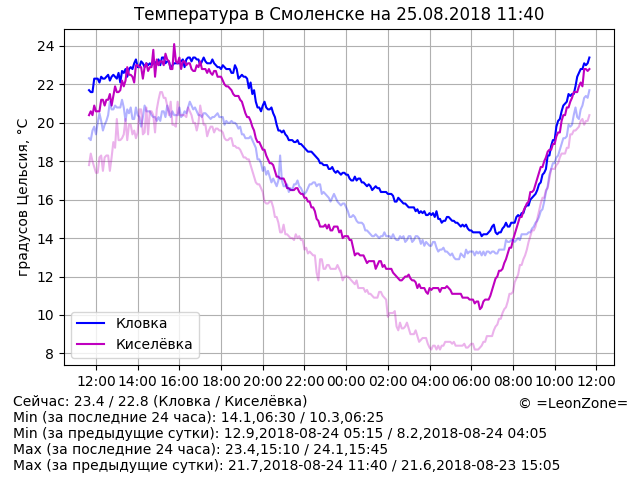 Температура в Смоленске на 25.08.2018 11:40
24
22
20
18
16
14
12
10
8
градусов Цельсия, °C
Кловка
Киселёвка
12:00 14:00 16:00 18:00 20:00 22:00 00:00 02:00 04:00 06:00 08:00 10:00 12:00
Сейчас: 23.4 / 22.8 (Кловка / Киселёвка)
© =LeonZone=
Min (за последние 24 часа): 14.1,06:30 / 10.3,06:25
Min (за предыдущие сутки): 12.9,2018-08-24 05:15 / 8.2,2018-08-24 04:05
Max (за последние 24 часа): 23.4,15:10 / 24.1,15:45
Max (за предыдущие сутки): 21.7,2018-08-24 11:40 / 21.6,2018-08-23 15:05